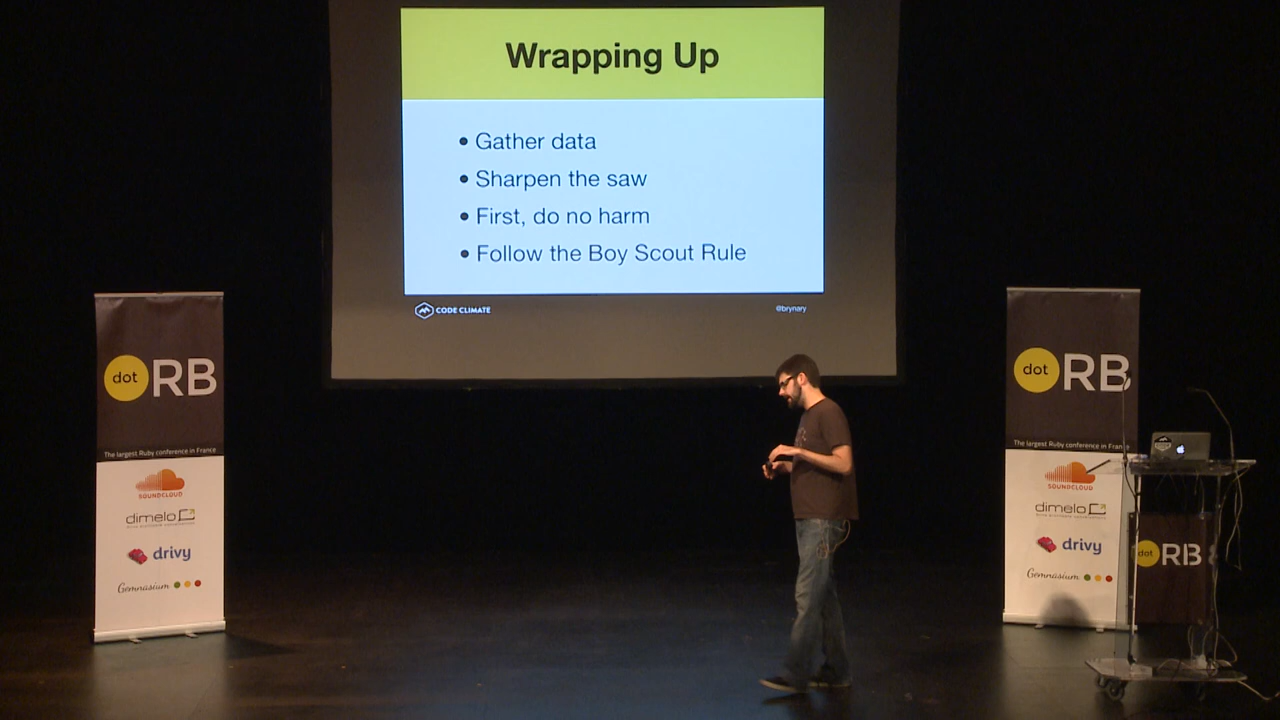 Wrapping Up
• Gather data
• Sharpen the saw
• First, do no harm
• Follow the Boy Scout Rule
CODE CLIMATE
@brynary
dot RB
The largest Ruby conference in France
SOUNDCLOUD
dimelo
drivy
Gemnasium
dot RB
The largest Ruby conference in France
SOUNDCLOUD
dimelo
drivy
Gemnasium
dot RB